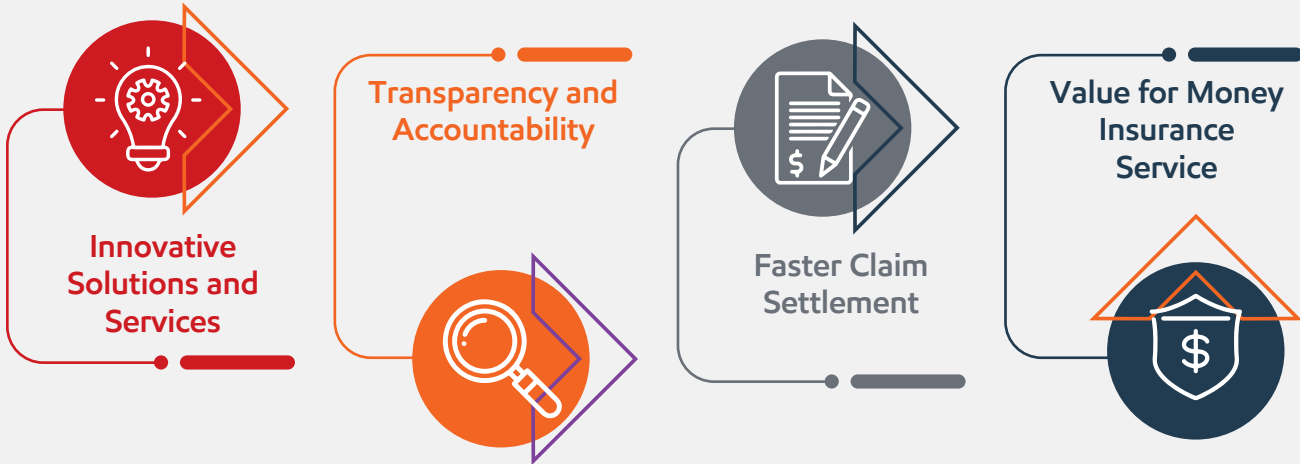 Innovative
Solutions and
Services
Transparency and
Accountability
$
Faster Claim
Settlement
Value for Money
Insurance
Service
$